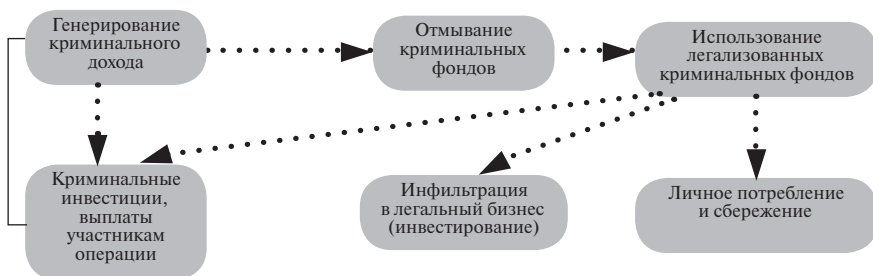 Генерирование
криминального
дохода
Отмывание
криминальных
фондов
Использование
легализованных
криминальных фондов
Криминальные
инвестиции,
выплаты
участникам
операции
Инфильтрация
в легальный бизнес
(инвестирование)
Личное потребление
и сбережение